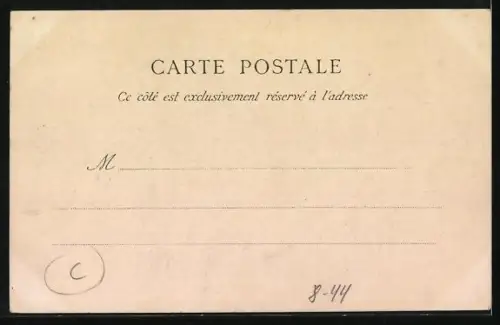 CARTE POSTALE
Ce côté est exclusivement réservé à l'adresse
M
C
8-44